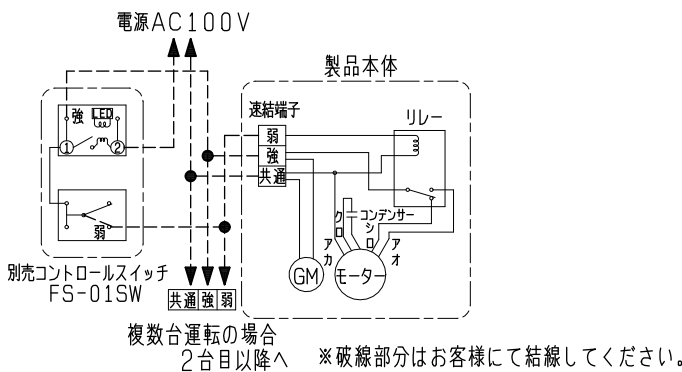 電源AC100V
製品本体
強 LED
① ②
弱
速結端子
弱
強
共通
リレー
コンデンサー
クロ
シロ
アカ
アオ
GM
モーター
別売コントロールスイッチ
FS-01SW
共通 強 弱
複数台運転の場合
2台目以降へ
※破線部分はお客様にて結線してください。